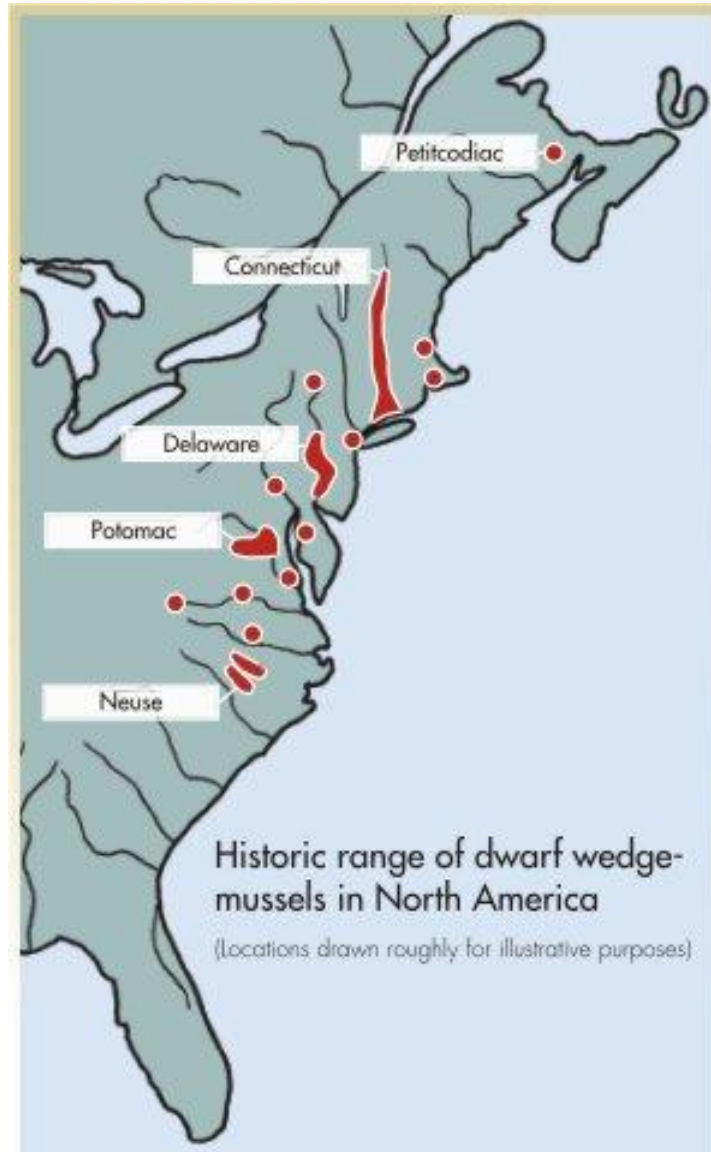 Petitcodiac
Connecticut
Delaware
Potomac
Neuse
Historic range of dwarf wedge-
mussels in North America
(Locations drawn roughly for illustrative purposes)